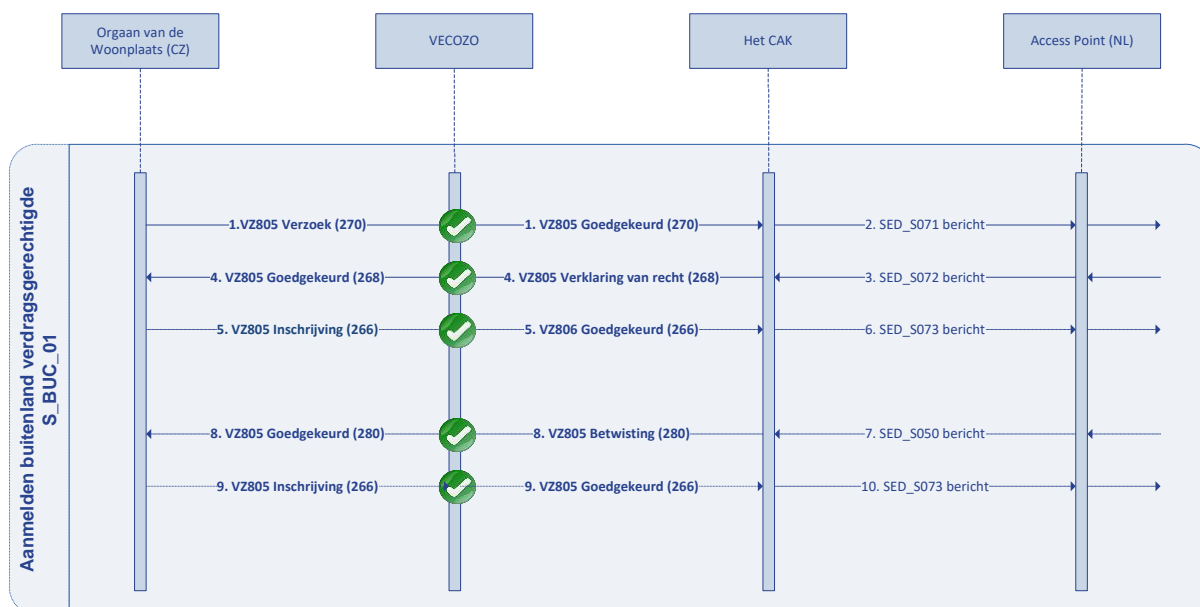 Orgaan van de
Woonplaats (CZ)
VECOZO
Het CAK
Access Point (NL)
Aanmelden buitenland verdragsgerechtigde
S_BUC_01
1.VZ805 Verzoek (270)
1. VZ805 Goedgekeurd (270)
2. SED_S071 bericht
4. VZ805 Goedgekeurd (268)
4. VZ805 Verklaring van recht (268)
3. SED_S072 bericht
5. VZ805 Inschrijving (266)
5. VZ806 Goedgekeurd (266)
6. SED_S073 bericht
8. VZ805 Goedgekeurd (280)
8. VZ805 Betwisting (280)
7. SED_S050 bericht
9. VZ805 Inschrijving (266)
9. VZ805 Goedgekeurd (266)
10. SED_S073 bericht